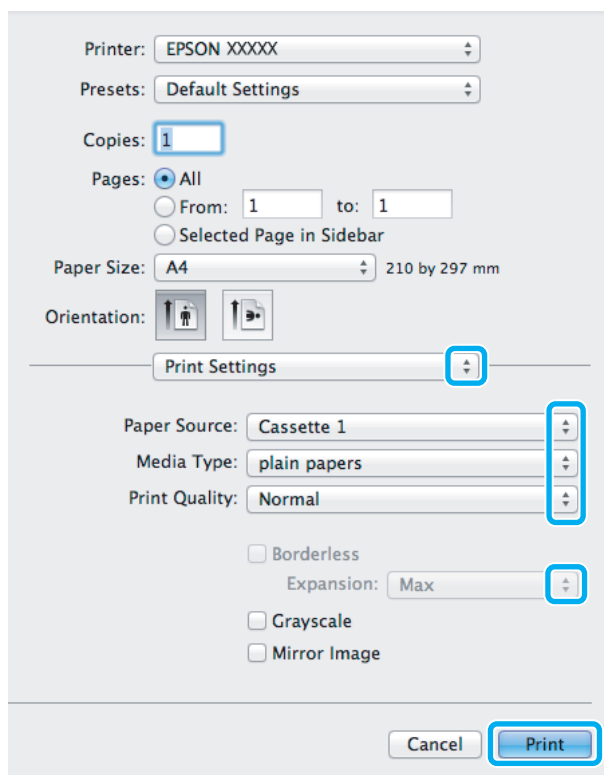 Printer: EPSON XXXXX
Presets: Default Settings
Copies: 1
Pages: All
From: 1 to: 1
Selected Page in Sidebar
Paper Size: A4 210 by 297 mm
Orientation:
Print Settings
Paper Source: Cassette 1
Media Type: plain papers
Print Quality: Normal
Borderless
Expansion: Max
Grayscale
Mirror Image
Cancel Print